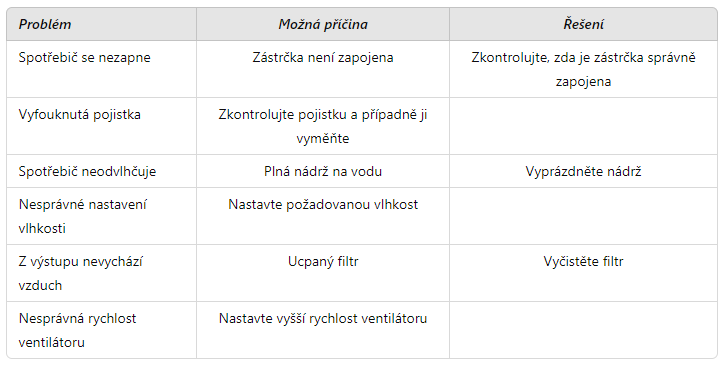 Problém Možná příčina Řešení
Spotřebič se nezapne Zástrčka není zapojena Zkontrolujte, zda je zástrčka správně
zapojena
Vyfouknutá pojistka Zkontrolujte pojistku a případně ji
vyměňte
Spotřebič neodvlhčuje Plná nádrž na vodu Vyprázdněte nádrž
Nesprávné nastavení Nastavte požadovanou vlhkost
vlhkosti
Z výstupu nevychází Ucpaný filtr Vyčistěte filtr
vzduch
Nesprávná rychlost Nastavte vyšší rychlost ventilátoru
ventilátoru